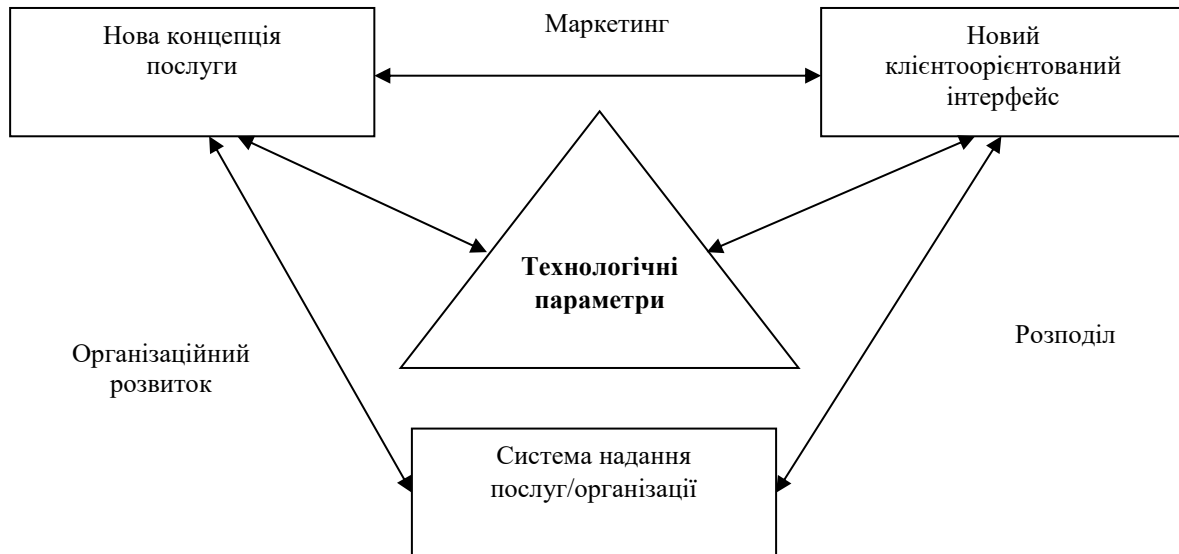 Нова концепція
послуги
Маркетинг
Новий
клієнтоорієнтований
інтерфейс
Технологічні
параметри
Організаційний
розвиток
Розподіл
Система надання
послуг/організації